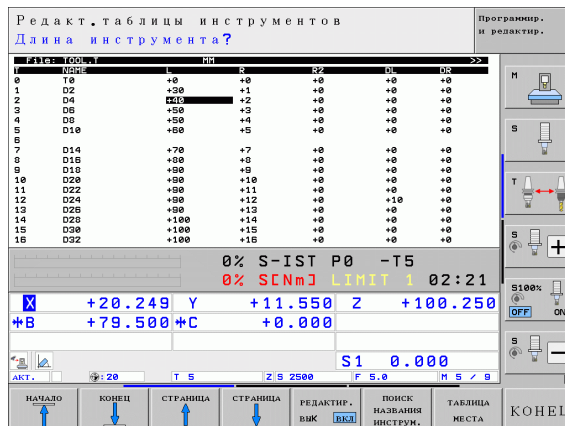 Редакт.таблицы инструментов
Длина инструмента?
Программир.
и редактир.
File: TOOL.T MM >>
T NAME L R R2 DL DR
0 T0 +0 +0 +0 +0 +0
1 D2 +30 +1 +0 +0 +0
2 D4 +40 +2 +0 +0 +0
3 D6 +50 +3 +0 +0 +0
4 D8 +50 +4 +0 +0 +0
5 D10 +60 +5 +0 +0 +0
6
7 D14 +70 +7 +0 +0 +0
8 D16 +80 +8 +0 +0 +0
9 D18 +90 +9 +0 +0 +0
10 D20 +90 +10 +0 +0 +0
11 D22 +90 +11 +0 +0 +0
12 D24 +90 +12 +0 +10 +0
13 D26 +90 +13 +0 +0 +0
14 D28 +100 +14 +0 +0 +0
15 D30 +100 +15 +0 +0 +0
16 D32 +100 +16 +0 +0 +0
M
S
T
S
S100%
OFF ON
S
0% S-IST P0 -T5
0% S[Nm] LIMIT 1 02:21
X +20.249 Y +11.550 Z +100.250
+B +79.500 +C +0.000
S1 0.000
АКТ. : 20 T 5 Z S 2500 F 5.0 M 5 / 9
НАЧАЛО
КОНЕЦ
СТРАНИЦА
СТРАНИЦА
РЕДАКТИР.
ВЫК ВКЛ
ПОИСК
НАЗВАНИЯ
ИНСТРУМ.
ТАБЛИЦА
МЕСТА
КОНЕЦ